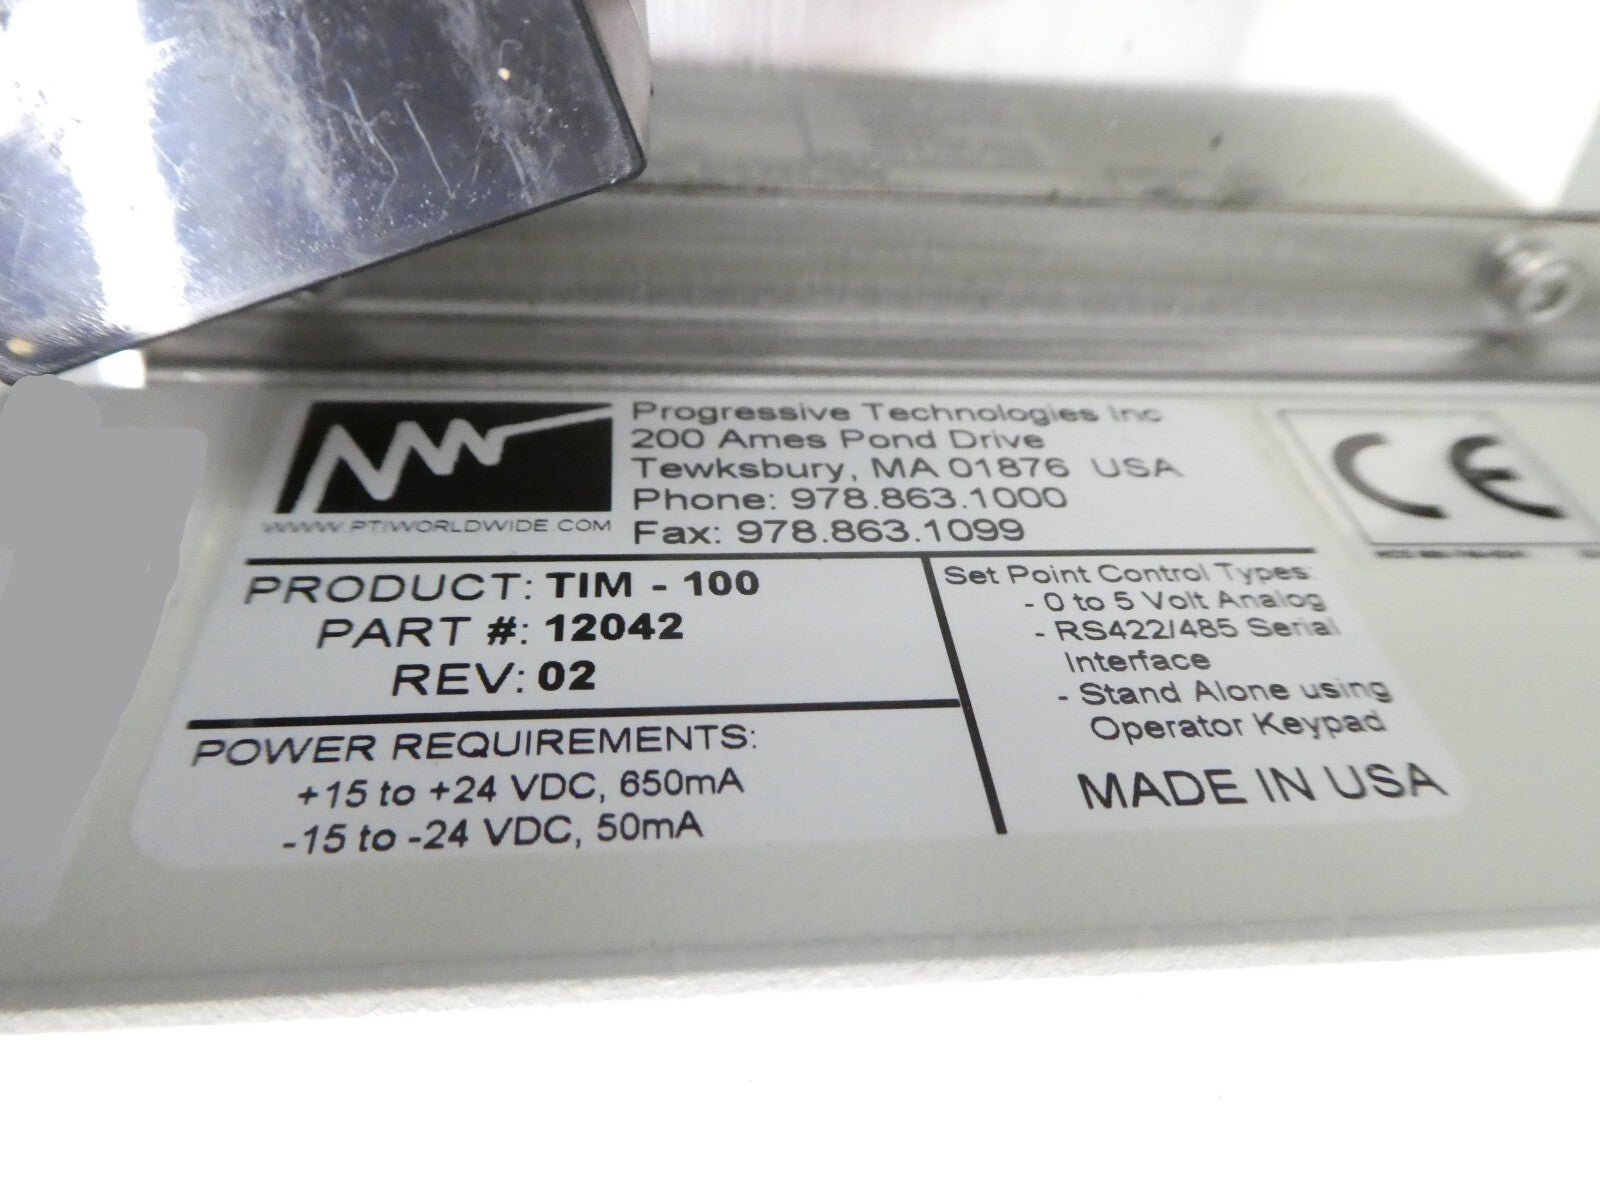 Progressive Technologies Inc
200 Ames Pond Drive
Tewksbury, MA 01876 USA
Phone: 978.863.1000
Fax: 978.863.1099
WWW.PTIWORLDWIDE.COM
PRODUCT: TIM - 100
PART #: 12042
REV: 02
POWER REQUIREMENTS:
+15 to +24 VDC, 650mA
-15 to -24 VDC, 50mA
Set Point Control Types:
- 0 to 5 Volt Analog
- RS422/485 Serial
Interface
- Stand Alone using
Operator Keypad
MADE IN USA
CE